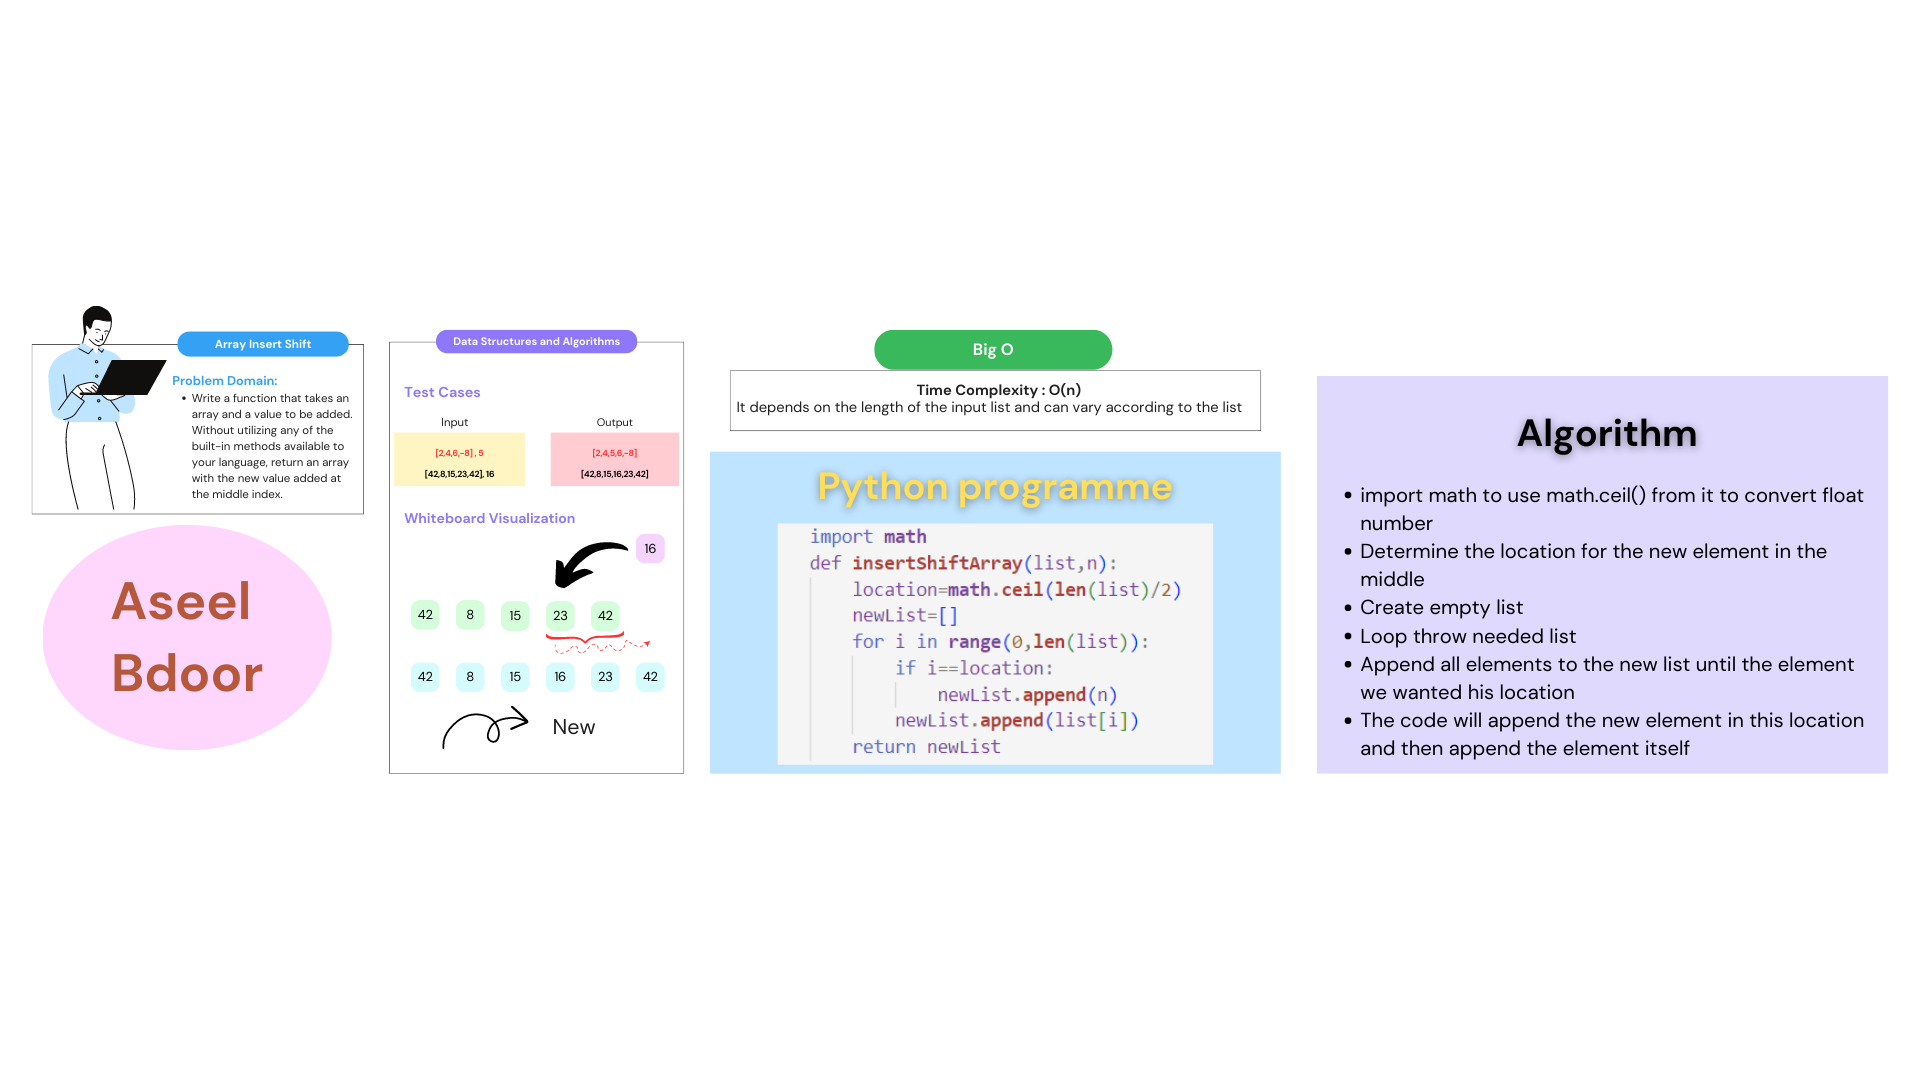 Array Insert Shift
Problem Domain:
• Write a function that takes an
array and a value to be added.
Without utilizing any of the
built-in methods available to
your language, return an array
with the new value added at
the middle index.
Aseel
Bdoor
Data Structures and Algorithms
Test Cases
Input Output
[2,4,6,-8] , 5 [2,4,5,6,-8]
[42,8,15,23,42], 16 [42,8,15,16,23,42]
Whiteboard Visualization
16
42 8 15 23 42
42 8 15 16 23 42
New
Big O
Time Complexity : O(n)
It depends on the length of the input list and can vary according to the list
Python programme
import math
def insertShiftArray(list,n):
    location=math.ceil(len(list)/2)
    newList=[]
    for i in range(0,len(list)):
        if i==location:
            newList.append(n)
        newList.append(list[i])
    return newList
Algorithm
• import math to use math.ceil() from it to convert float
number
• Determine the location for the new element in the
middle
• Create empty list
• Loop throw needed list
• Append all elements to the new list until the element
we wanted his location
• The code will append the new element in this location
and then append the element itself